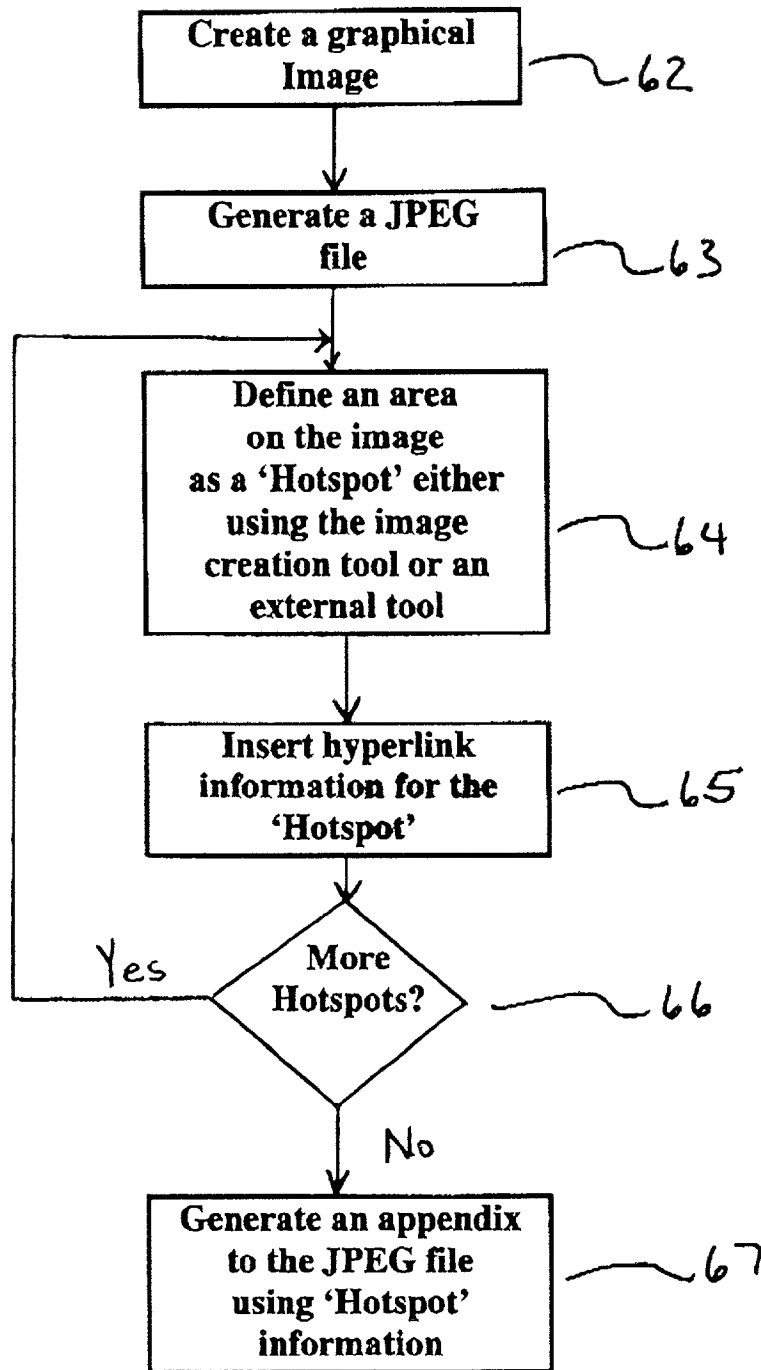 Create a graphical
Image
62
Generate a JPEG
file
63
Define an area
on the image
as a ‘Hotspot’ either
using the image
creation tool or an
external tool
64
Insert hyperlink
information for the
‘Hotspot’
65
More
Hotspots?
Yes
66
No
Generate an appendix
to the JPEG file
using ‘Hotspot’
information
67